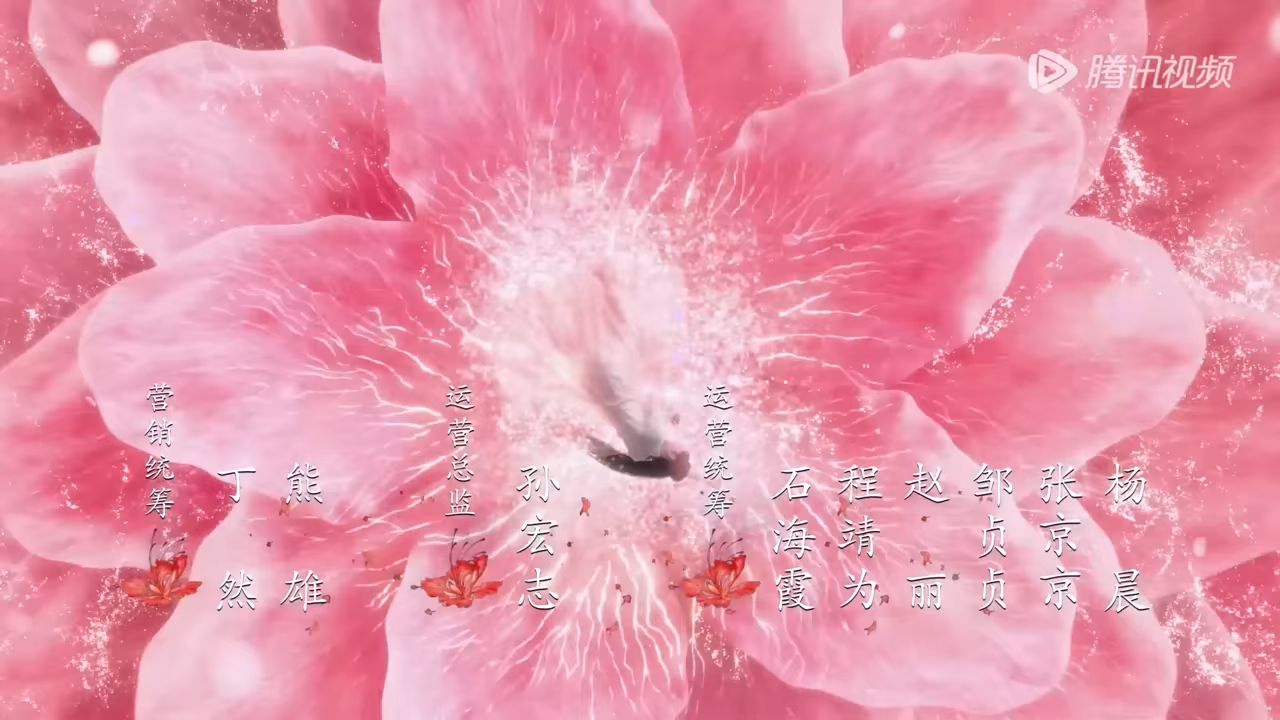 腾讯视频
营销统筹
丁然
熊雄
运营总监
孙宏志
运营统筹
石海霞
程靖为
赵丽
邹贞贞
张京京
杨晨